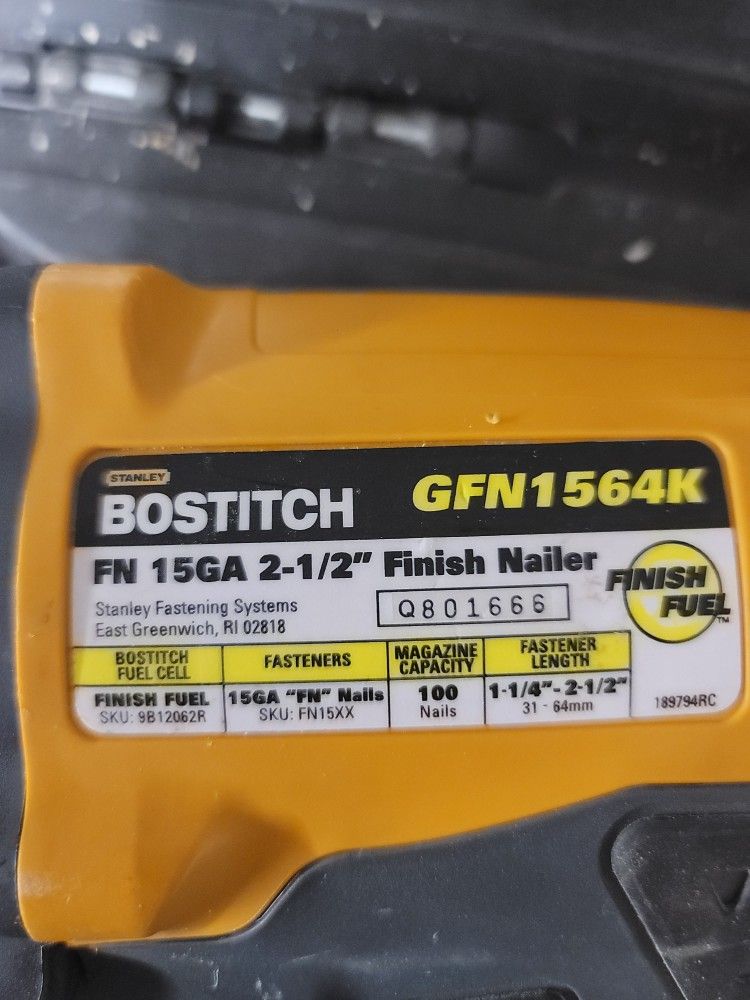 STANLEY
BOSTITCH GFN1564K
FN 15GA 2-1/2" Finish Nailer
FINISH FUEL™
Stanley Fastening Systems
East Greenwich, RI 02818
Q801666
BOSTITCH FUEL CELL FASTENERS MAGAZINE CAPACITY FASTENER LENGTH
FINISH FUEL 15GA "FN" Nails 100 1-1/4"- 2-1/2"
SKU: 9B12062R SKU: FN15XX Nails 31 - 64mm
189794RC